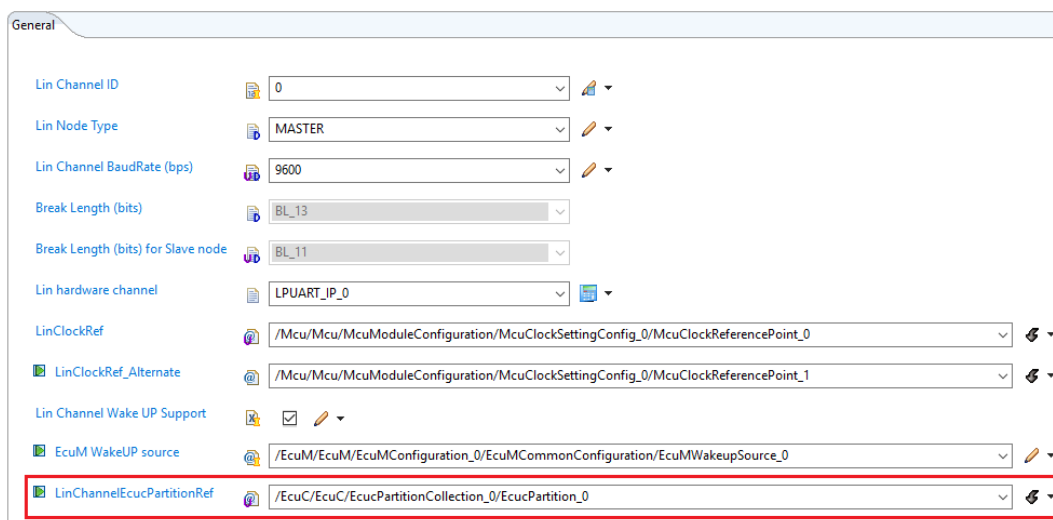 General
Lin Channel ID 0
Lin Node Type MASTER
Lin Channel BaudRate (bps) 9600
Break Length (bits) BL_13
Break Length (bits) for Slave node BL_11
Lin hardware channel LPUART_IP_0
LinClockRef /Mcu/Mcu/McuModuleConfiguration/McuClockSettingConfig_0/McuClockReferencePoint_0
LinClockRef_Alternate /Mcu/Mcu/McuModuleConfiguration/McuClockSettingConfig_0/McuClockReferencePoint_1
Lin Channel Wake UP Support
EcuM WakeUP source /EcuM/EcuM/EcuMConfiguration_0/EcuMCommonConfiguration/EcuMWakeupSource_0
LinChannelEcucPartitionRef /EcuC/EcuC/EcucPartitionCollection_0/EcucPartition_0